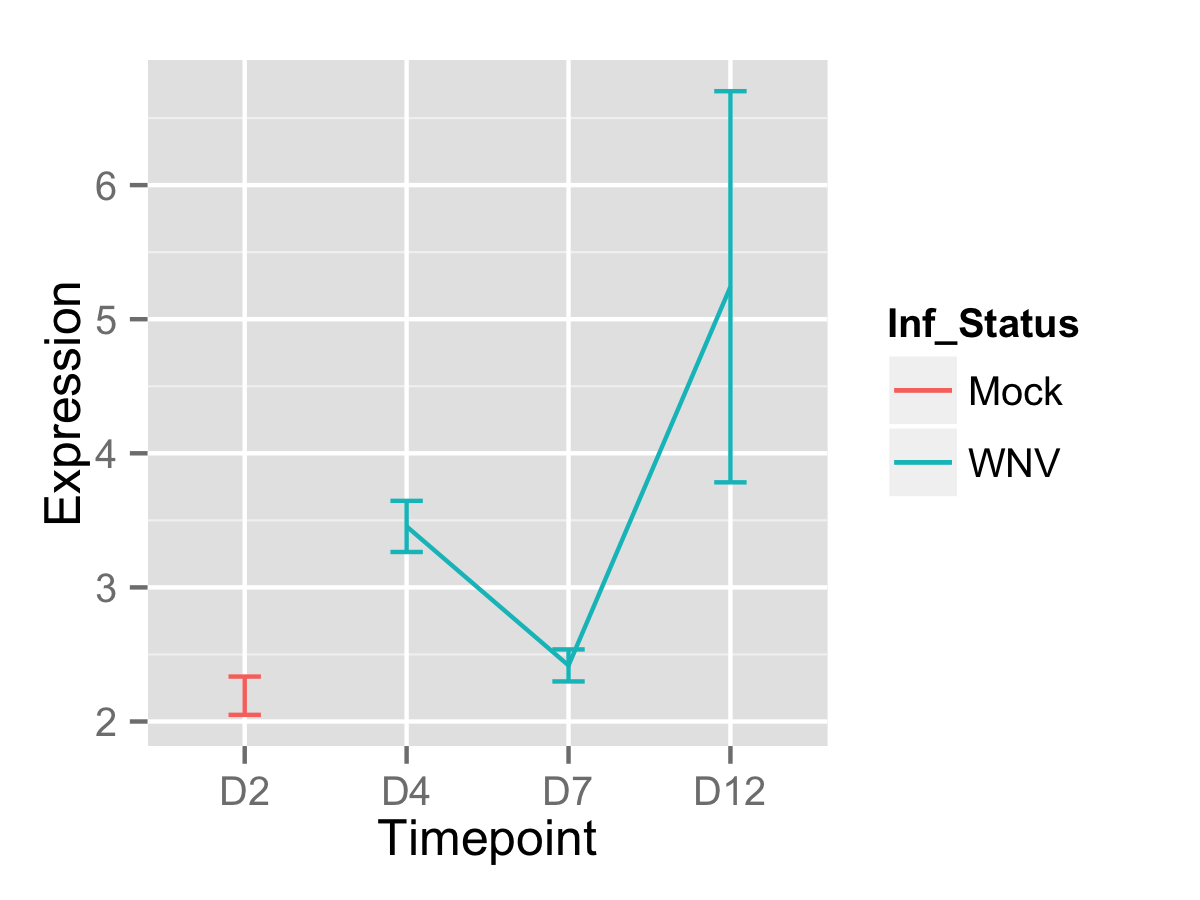 Expression
6
5
4
3
2
D2 D4 D7 D12
Timepoint
Inf_Status
Mock
WNV